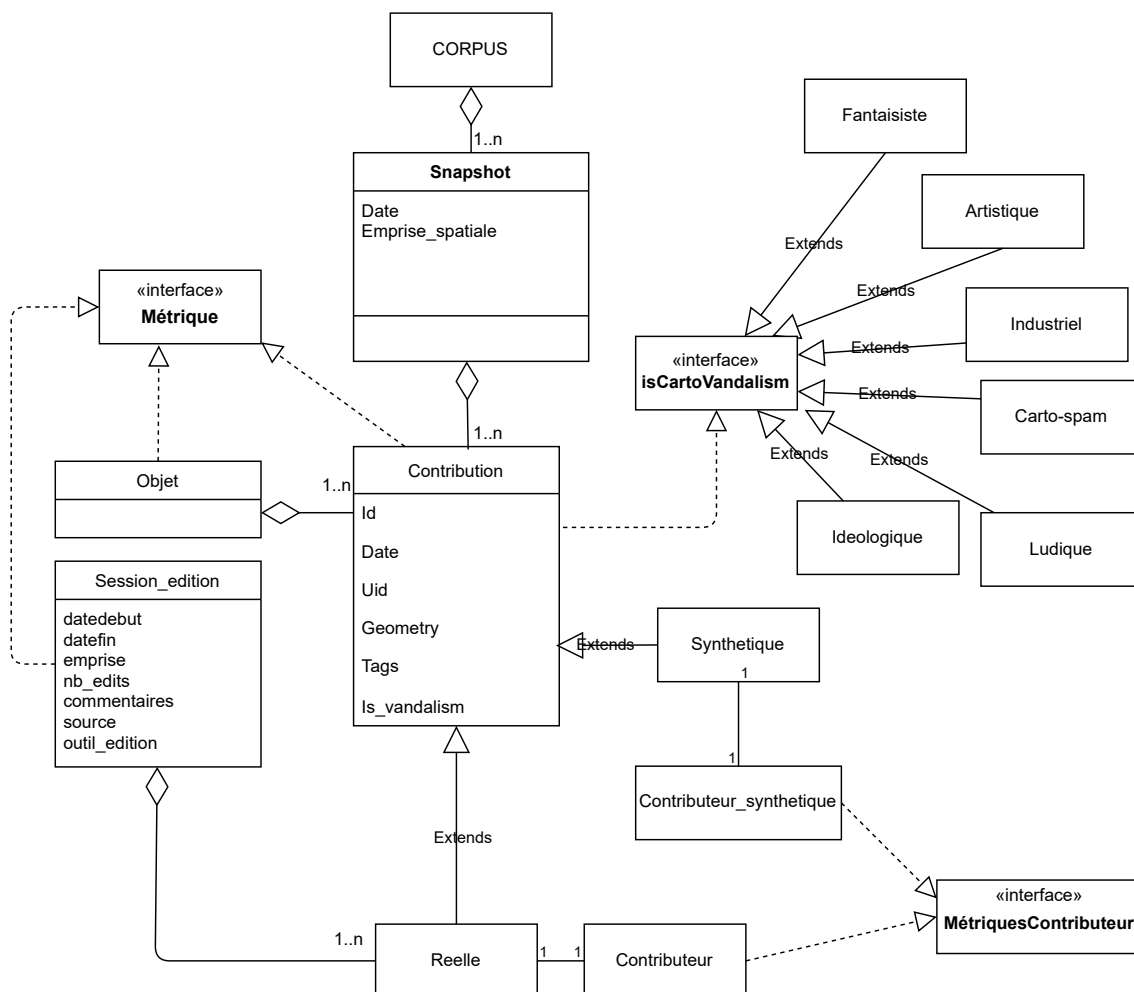 CORPUS
1..n
Snapshot
Date
Emprise_spatiale
1..n
«interface»
Métrique
Objet
1..n
Session_edition
datedebut
datefin
emprise
nb_edits
commentaires
source
outil_edition
Contribution
Id
Date
Uid
Geometry
Tags
Is_vandalism
Fantaisiste
Extends
Artistique
Extends
Industriel
Extends
«interface»
isCartoVandalism
Carto-spam
Extends
Extends
Extends
Ideologique
Ludique
Extends
Synthetique
1
1
Contributeur_synthetique
Extends
«interface»
MétriquesContributeur
1..n
Reelle
1
1
Contributeur